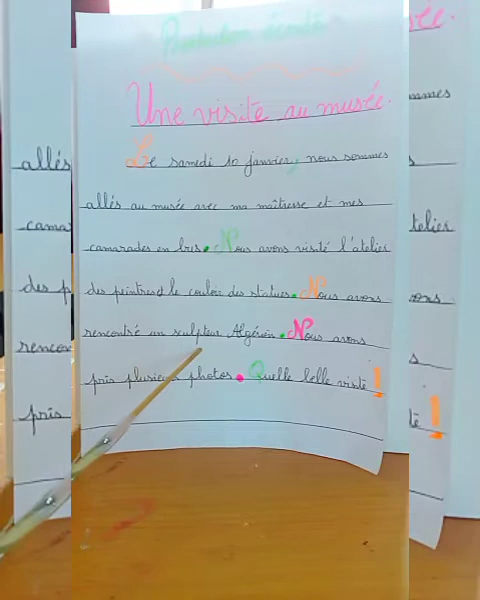 Production écrite
Une visite au musée.
Le samedi 10 janvier, nous sommes
allés au musée avec ma maîtresse et mes
camarades en bus. Nous avons visité l'atelier
des peintres et le couloir des statues. Nous avons
rencontré un sculpteur Algérien. Nous avons
pris plusieurs photos. Quelle belle visite !